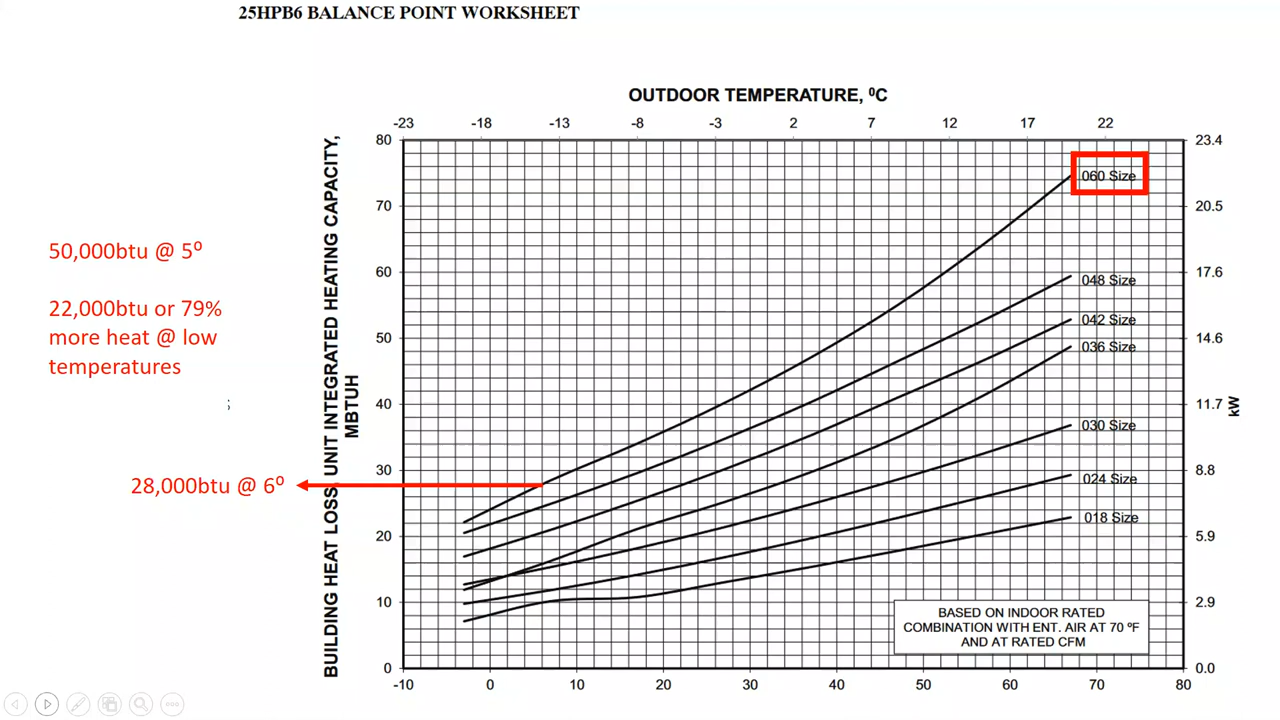 25HPB6 BALANCE POINT WORKSHEET
OUTDOOR TEMPERATURE, ⁰C
-23 -18 -13 -8 -3 2 7 12 17 22
BUILDING HEAT LOSS, UNIT INTEGRATED HEATING CAPACITY,
MBTUH
80 23.4
060 Size
70 20.5
50,000btu @ 5⁰
60 17.6
048 Size
22,000btu or 79%
more heat @ low
temperatures
042 Size
50 14.6
036 Size
40 11.7
kW
030 Size
30 8.8
024 Size
28,000btu @ 6⁰
018 Size
20 5.9
10 2.9
BASED ON INDOOR RATED
COMBINATION WITH ENT. AIR AT 70 ºF
AND AT RATED CFM
0 0.0
-10 0 10 20 30 40 50 60 70 80